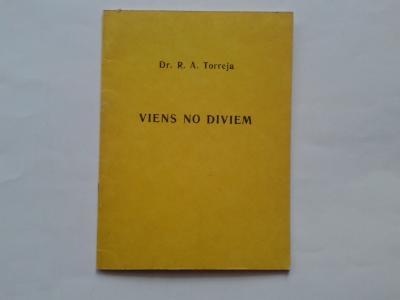 Dr. R. A. Torreja
VIENS NO DIVIEM